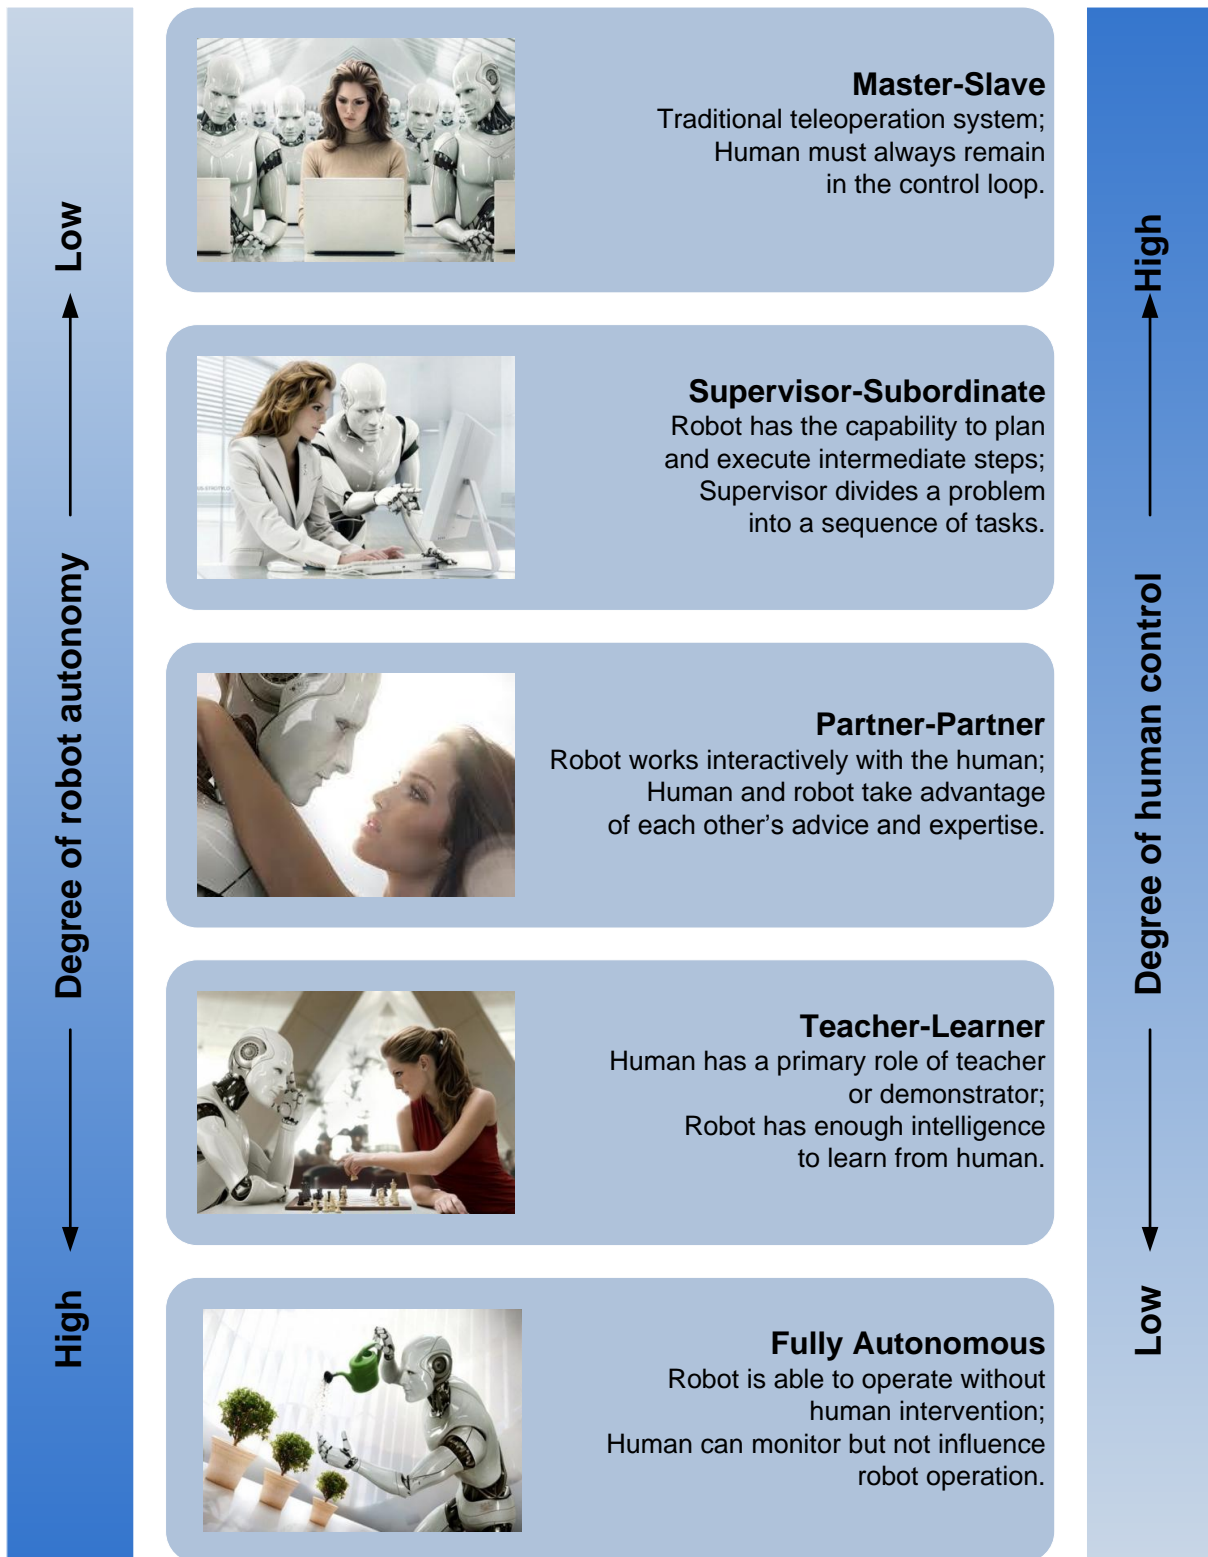 Low
Degree of robot autonomy
High
Master-Slave
Traditional teleoperation system;
Human must always remain
in the control loop.
Supervisor-Subordinate
Robot has the capability to plan
and execute intermediate steps;
Supervisor divides a problem
into a sequence of tasks.
Partner-Partner
Robot works interactively with the human;
Human and robot take advantage
of each other’s advice and expertise.
Teacher-Learner
Human has a primary role of teacher
or demonstrator;
Robot has enough intelligence
to learn from human.
Fully Autonomous
Robot is able to operate without
human intervention;
Human can monitor but not influence
robot operation.
High
Degree of human control
Low